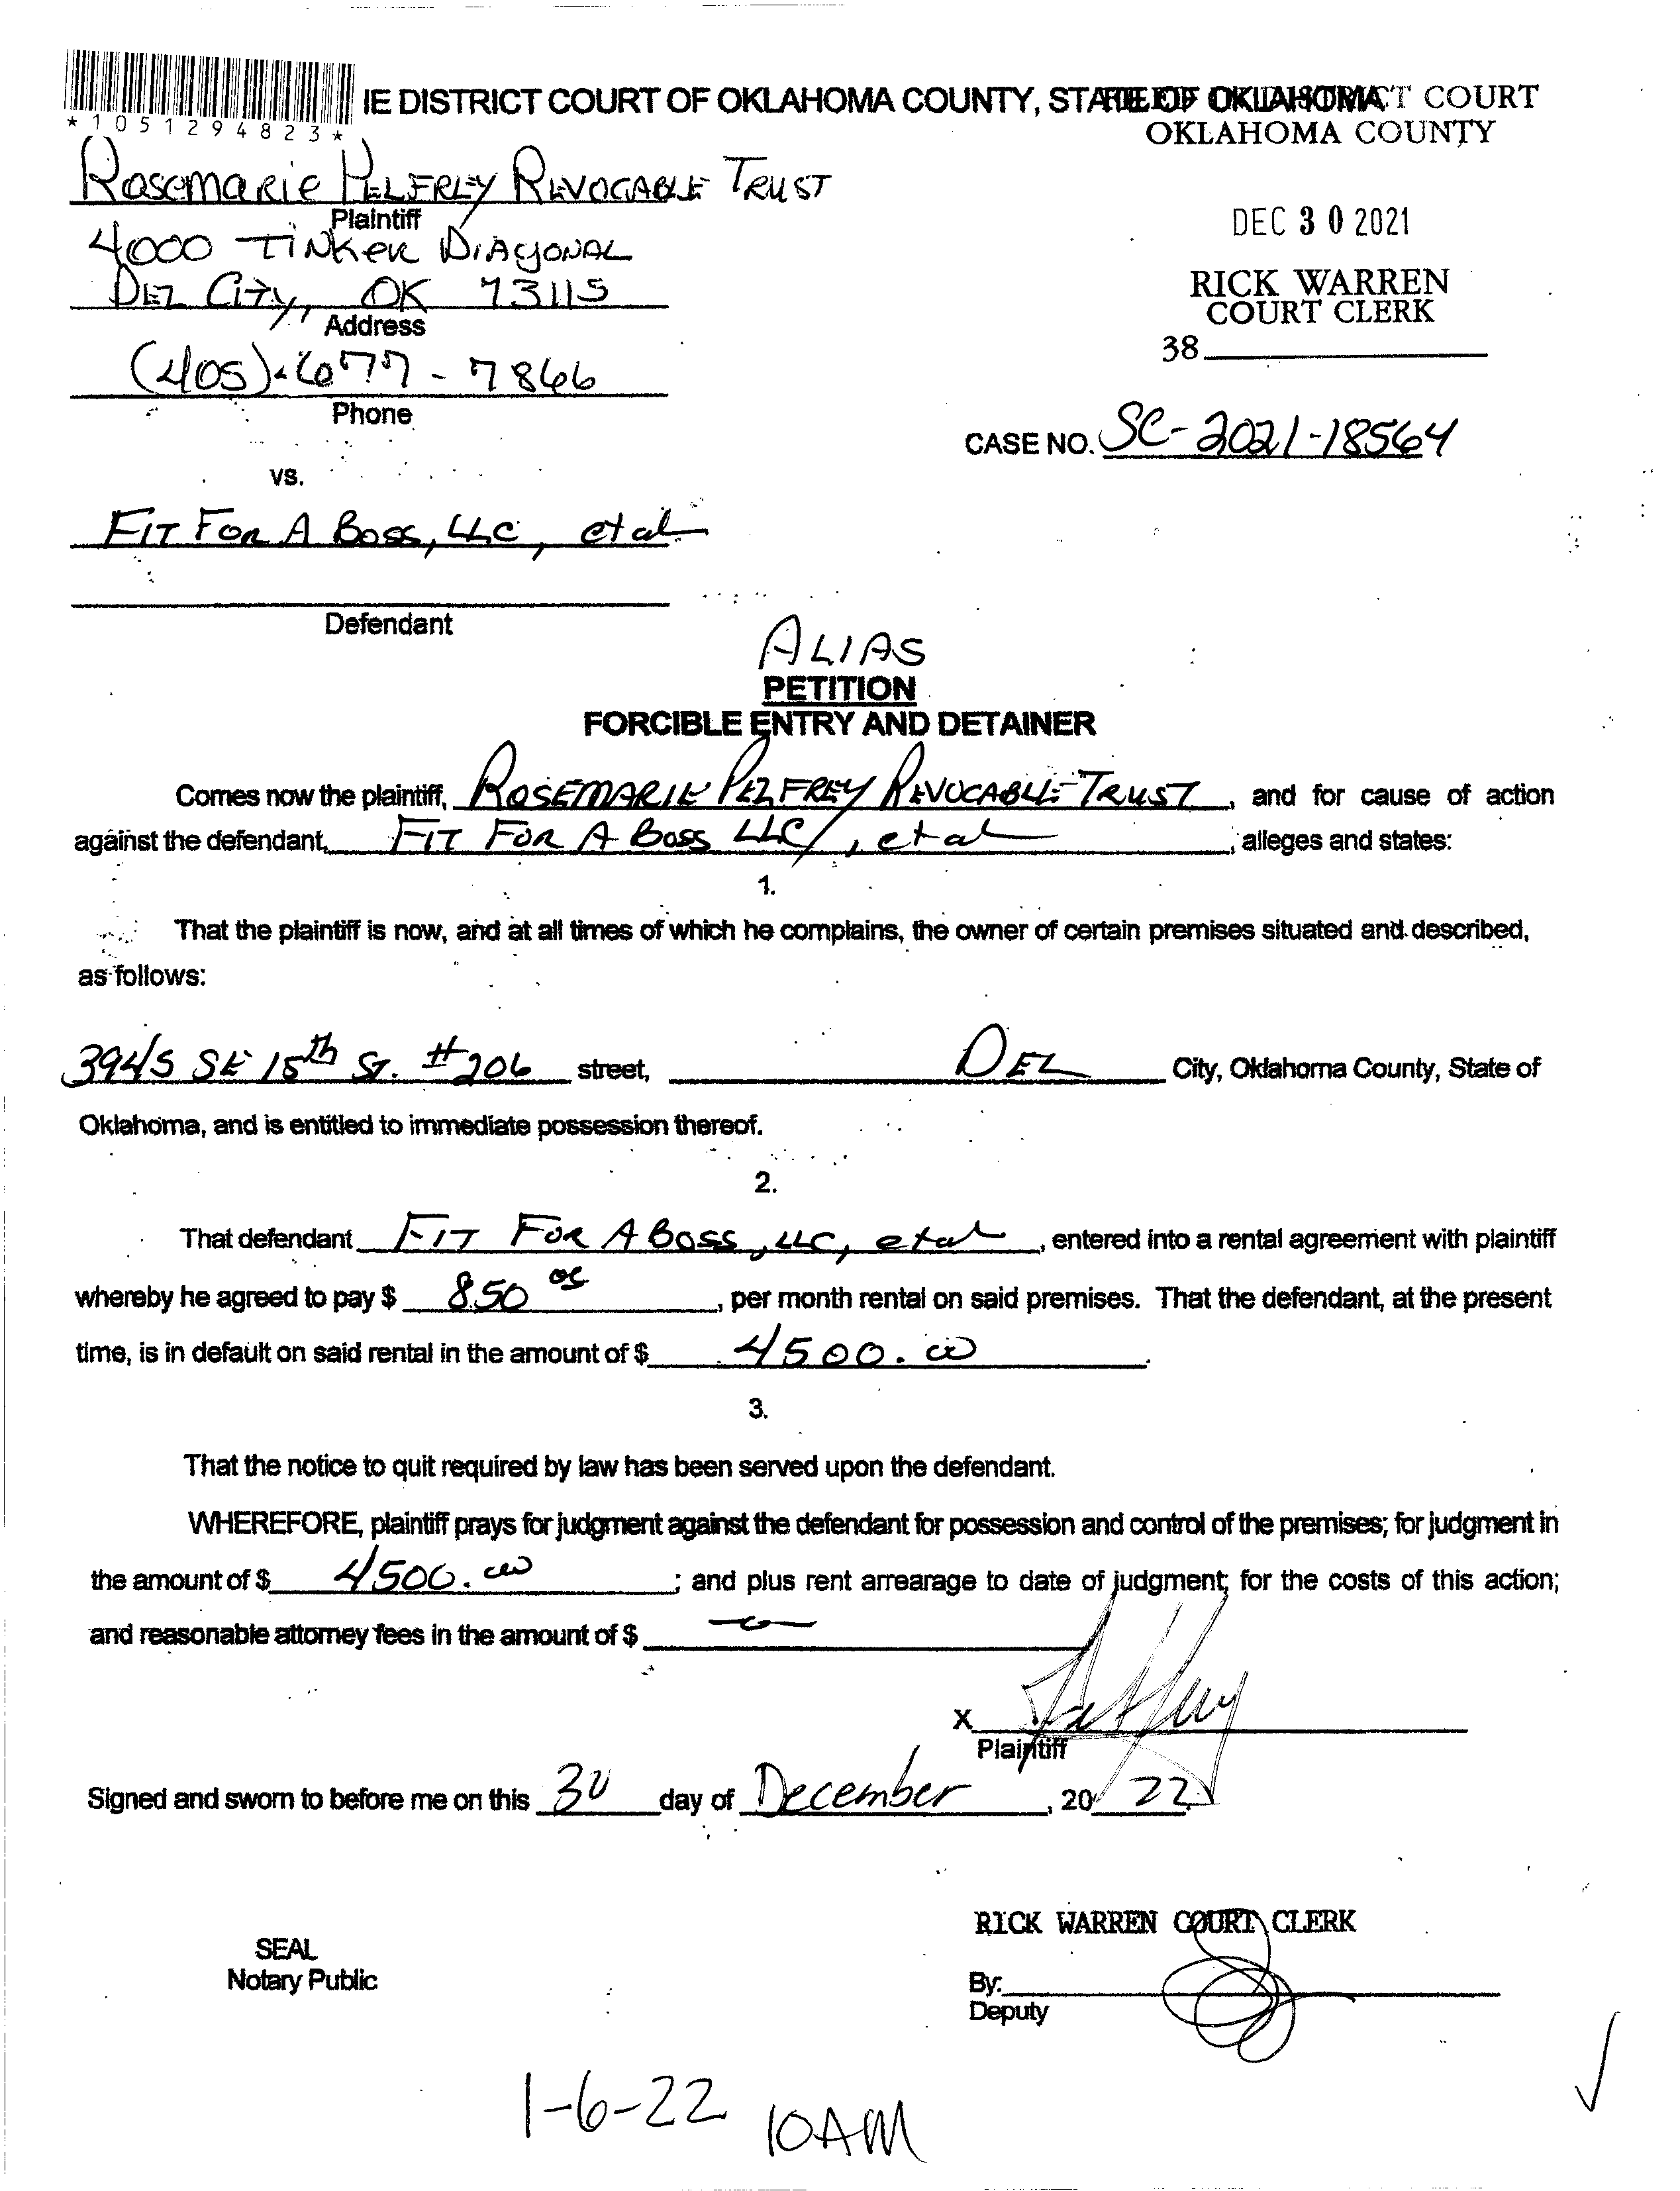 IE DISTRICT COURT OF OKLAHOMA COUNTY, STATE OF OKLAHOMA
*1051294823*
COURT
OKLAHOMA COUNTY
DEC 30 2021
RICK WARREN
COURT CLERK
38
Rosemarie Pelfrey Revocable Trust
Plaintiff
4000 Tinker Diagonal
Del City, OK 73115
Address
(405) 677-7866
Phone
CASE NO. SC-2021-18564
vs.
Fit For A Boss, LLC, et al
Defendant
ALIAS
PETITION
FORCIBLE ENTRY AND DETAINER
Comes now the plaintiff, Rosemarie Pelfrey Revocable Trust, and for cause of action
against the defendant, Fit For A Boss LLC, et al, alleges and states:
1.
That the plaintiff is now, and at all times of which he complains, the owner of certain premises situated and described,
as follows:
3945 SE 15th St. #206 street, Del City, Oklahoma County, State of
Oklahoma, and is entitled to immediate possession thereof.
2.
That defendant Fit For A Boss, LLC, et al, entered into a rental agreement with plaintiff
whereby he agreed to pay $ 850 00, per month rental on said premises. That the defendant, at the present
time, is in default on said rental in the amount of $ 4500.00.
3.
That the notice to quit required by law has been served upon the defendant.
WHEREFORE, plaintiff prays for judgment against the defendant for possession and control of the premises; for judgment in
the amount of $ 4500.00; and plus rent arrearage to date of judgment; for the costs of this action;
and reasonable attorney fees in the amount of $
X
Plaintiff
Signed and sworn to before me on this 30 day of December, 20 22.
RICK WARREN COURT CLERK
SEAL
Notary Public
By:
Deputy
1-6-22 10AM